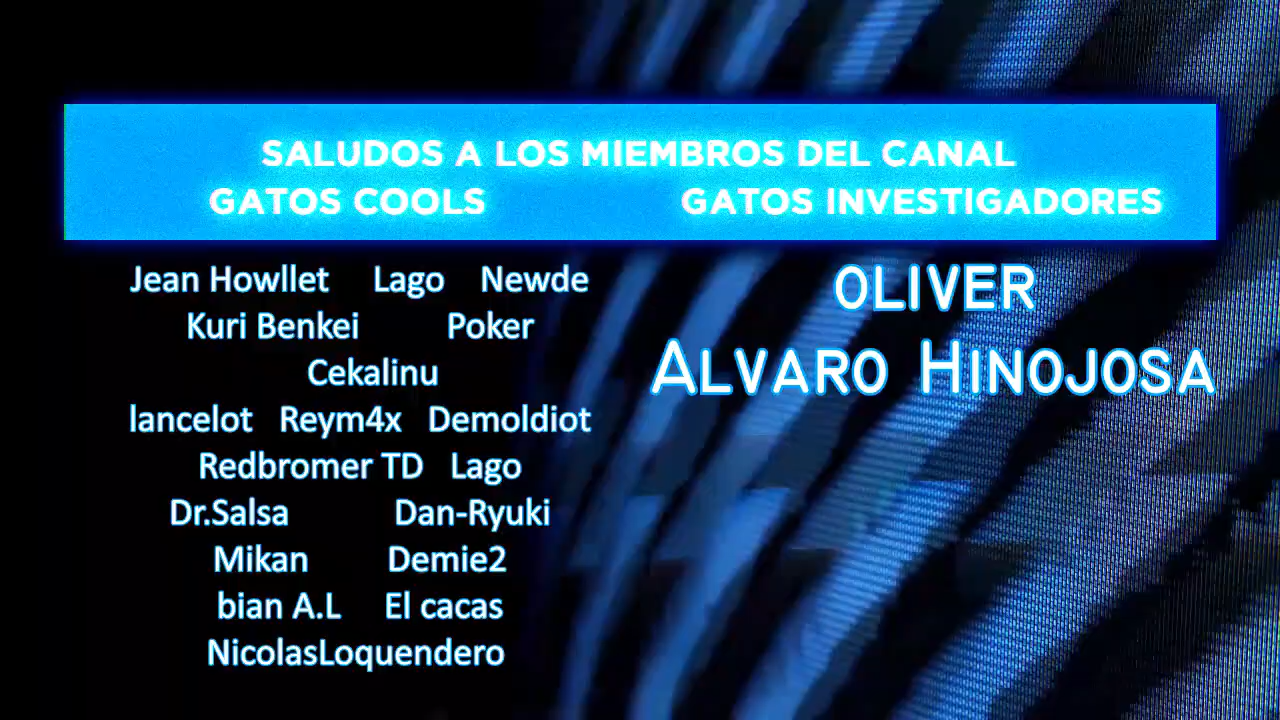 SALUDOS A LOS MIEMBROS DEL CANAL
GATOS COOLS GATOS INVESTIGADORES
Jean Howllet Lago Newde
Kuri Benkei Poker
Cekalinu
lancelot Reym4x Demoldiot
Redbromer TD Lago
Dr.Salsa Dan-Ryuki
Mikan Demie2
bian A.L El cacas
NicolasLoquendero
OLIVER
ALVARO HINOJOSA